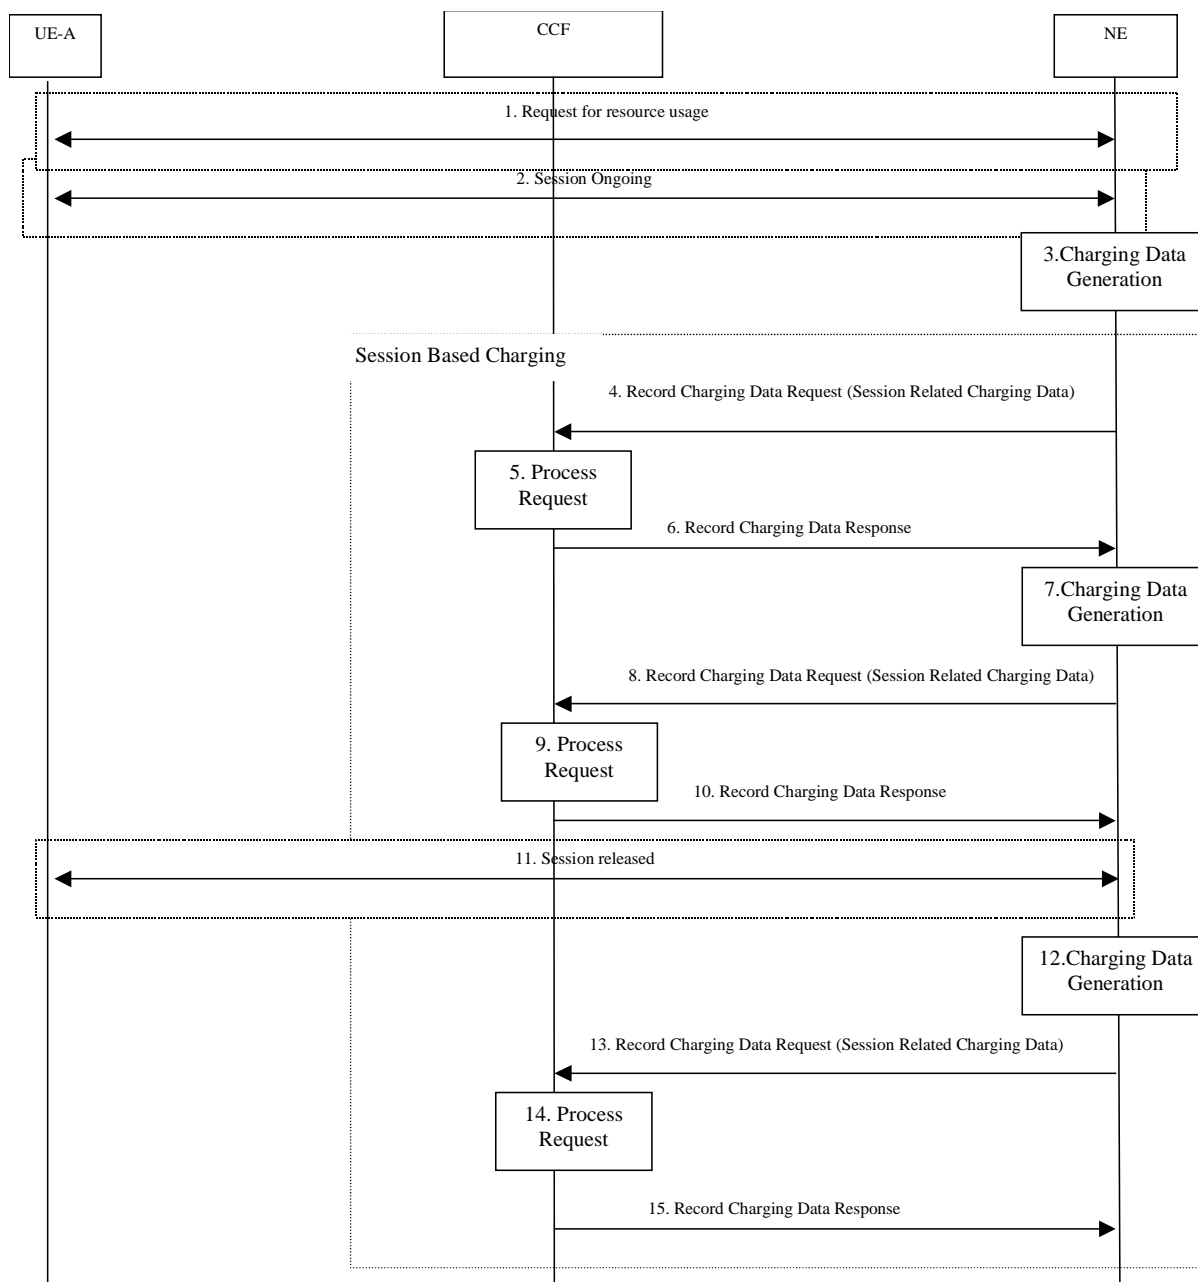 UE-A
CCF
NE
1. Request for resource usage
2. Session Ongoing
3.Charging Data
Generation
Session Based Charging
4. Record Charging Data Request (Session Related Charging Data)
5. Process
Request
6. Record Charging Data Response
7.Charging Data
Generation
8. Record Charging Data Request (Session Related Charging Data)
9. Process
Request
10. Record Charging Data Response
11. Session released
12.Charging Data
Generation
13. Record Charging Data Request (Session Related Charging Data)
14. Process
Request
15. Record Charging Data Response